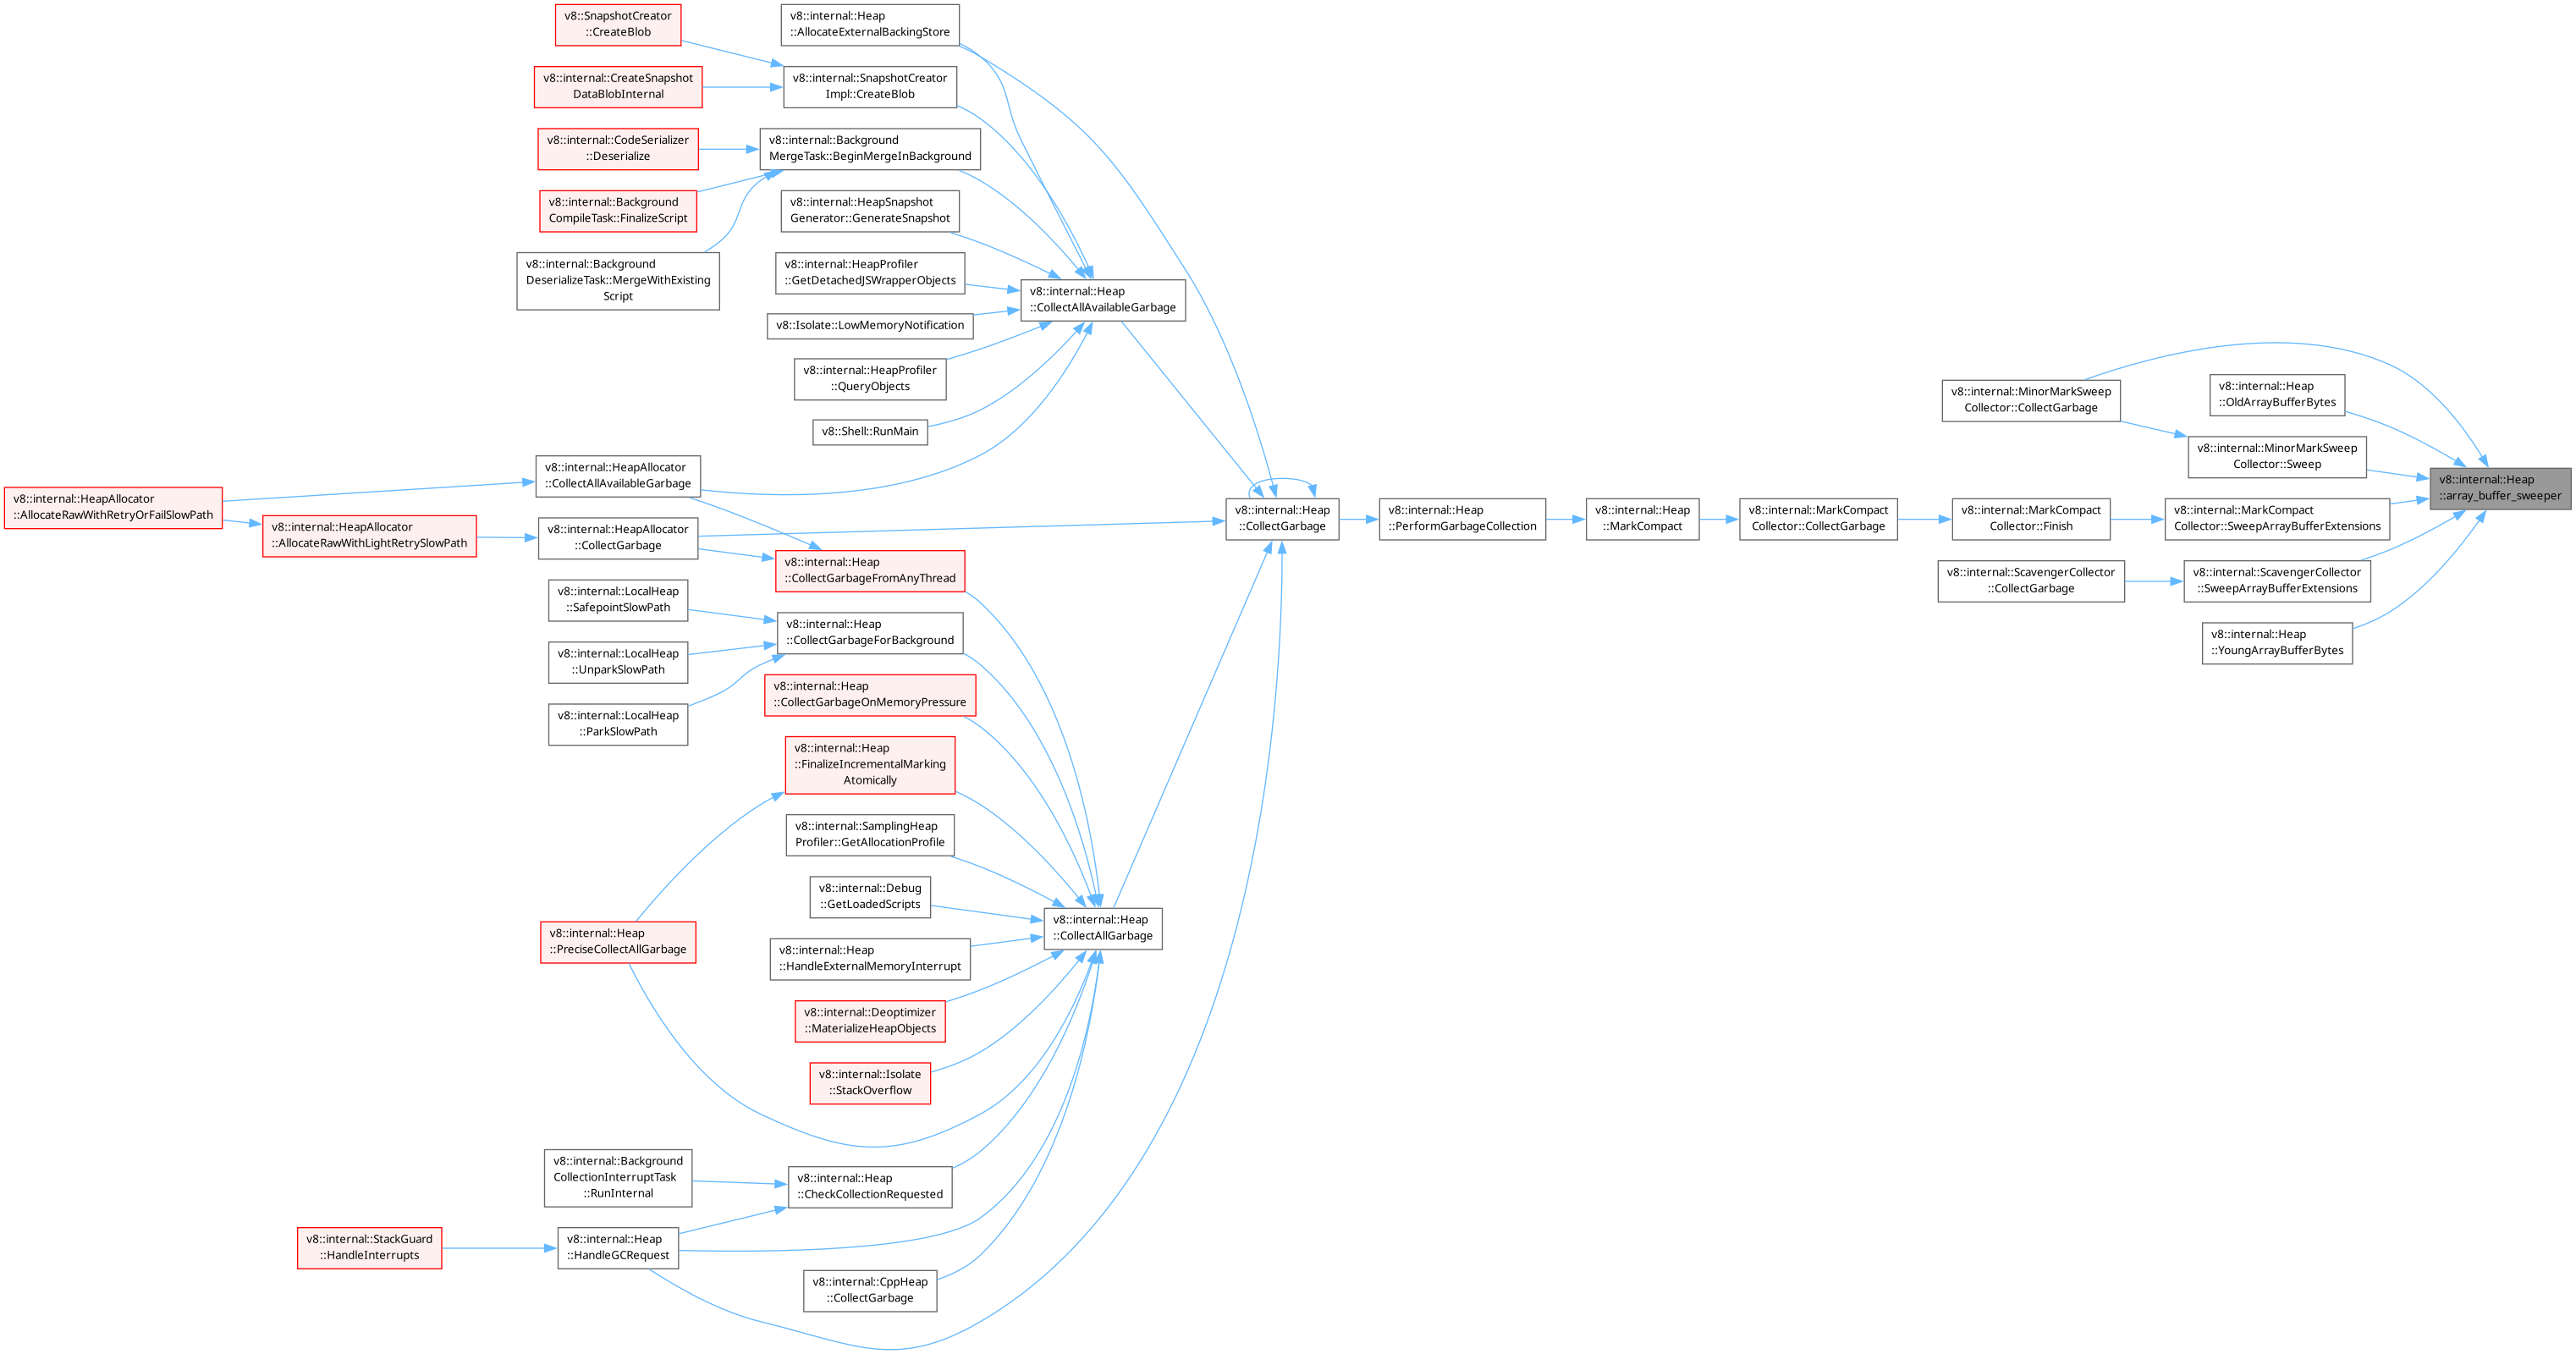 v8::SnapshotCreator
::CreateBlob
v8::internal::CreateSnapshot
DataBlobInternal
v8::internal::CodeSerializer
::Deserialize
v8::internal::Background
CompileTask::FinalizeScript
v8::internal::Background
DeserializeTask::MergeWithExisting
Script
v8::internal::Heap
::AllocateExternalBackingStore
v8::internal::SnapshotCreator
Impl::CreateBlob
v8::internal::Background
MergeTask::BeginMergeInBackground
v8::internal::HeapSnapshot
Generator::GenerateSnapshot
v8::internal::HeapProfiler
::GetDetachedJSWrapperObjects
v8::Isolate::LowMemoryNotification
v8::internal::HeapProfiler
::QueryObjects
v8::Shell::RunMain
v8::internal::Heap
::CollectAllAvailableGarbage
v8::internal::HeapAllocator
::AllocateRawWithRetryOrFailSlowPath
v8::internal::HeapAllocator
::AllocateRawWithLightRetrySlowPath
v8::internal::HeapAllocator
::CollectAllAvailableGarbage
v8::internal::HeapAllocator
::CollectGarbage
v8::internal::Heap
::CollectGarbageFromAnyThread
v8::internal::LocalHeap
::SafepointSlowPath
v8::internal::LocalHeap
::UnparkSlowPath
v8::internal::LocalHeap
::ParkSlowPath
v8::internal::Heap
::CollectGarbageForBackground
v8::internal::Heap
::CollectGarbageOnMemoryPressure
v8::internal::Heap
::FinalizeIncrementalMarking
Atomically
v8::internal::SamplingHeap
Profiler::GetAllocationProfile
v8::internal::Debug
::GetLoadedScripts
v8::internal::Heap
::PreciseCollectAllGarbage
v8::internal::Heap
::HandleExternalMemoryInterrupt
v8::internal::Deoptimizer
::MaterializeHeapObjects
v8::internal::Isolate
::StackOverflow
v8::internal::Heap
::CollectAllGarbage
v8::internal::Background
CollectionInterruptTask
::RunInternal
v8::internal::Heap
::CheckCollectionRequested
v8::internal::StackGuard
::HandleInterrupts
v8::internal::Heap
::HandleGCRequest
v8::internal::CppHeap
::CollectGarbage
v8::internal::Heap
::CollectGarbage
v8::internal::Heap
::PerformGarbageCollection
v8::internal::Heap
::MarkCompact
v8::internal::MarkCompact
Collector::CollectGarbage
v8::internal::MarkCompact
Collector::Finish
v8::internal::MinorMarkSweep
Collector::CollectGarbage
v8::internal::Heap
::OldArrayBufferBytes
v8::internal::MinorMarkSweep
Collector::Sweep
v8::internal::MarkCompact
Collector::SweepArrayBufferExtensions
v8::internal::ScavengerCollector
::CollectGarbage
v8::internal::ScavengerCollector
::SweepArrayBufferExtensions
v8::internal::Heap
::YoungArrayBufferBytes
v8::internal::Heap
::array_buffer_sweeper